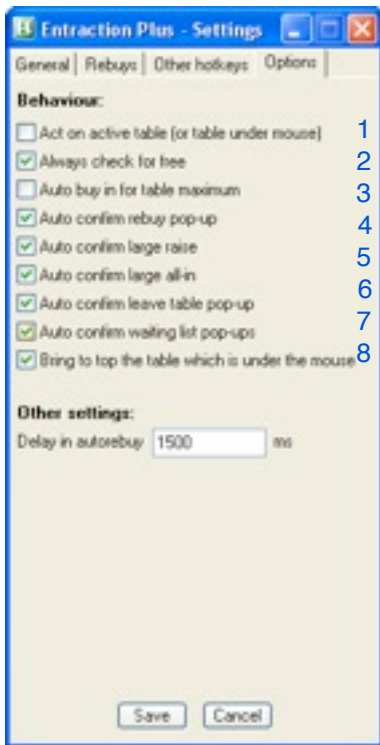 Entraction Plus - Settings
General Rebuys Other hotkeys Options
Behaviour:
Act on active table (or table under mouse) 1
Always check for free 2
Auto buy in for table maximum 3
Auto confirm rebuy pop-up 4
Auto confirm large raise 5
Auto confirm large all-in 6
Auto confirm leave table pop-up 7
Auto confirm waiting list pop-ups
Bring to top the table which is under the mouse 8
Other settings:
Delay in autorebuy 1500 ms
Save Cancel